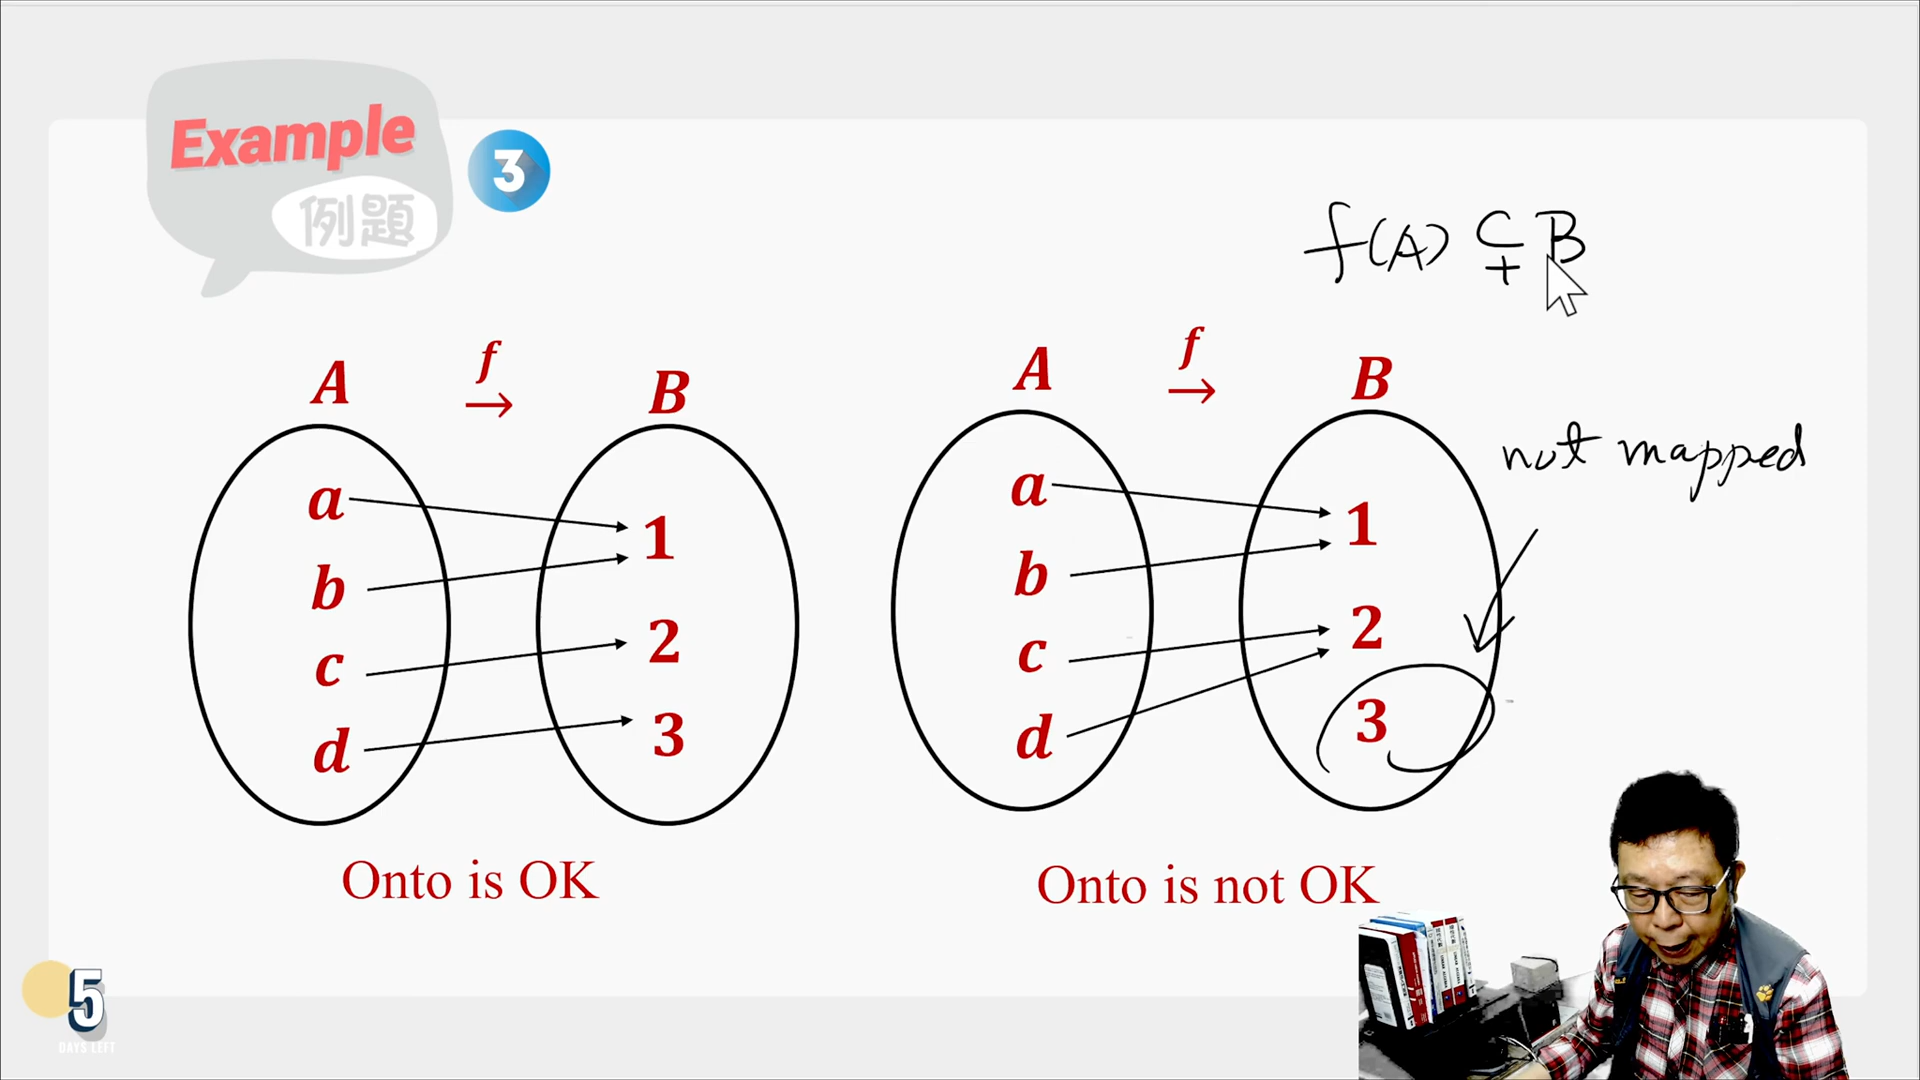 Example
例題
3
f(A) ⊊ B
A f → B
a
b
c
d
1
2
3
Onto is OK
A f → B
a
b
c
d
1
2
3
not mapped
Onto is not OK
5
DAYS LEFT